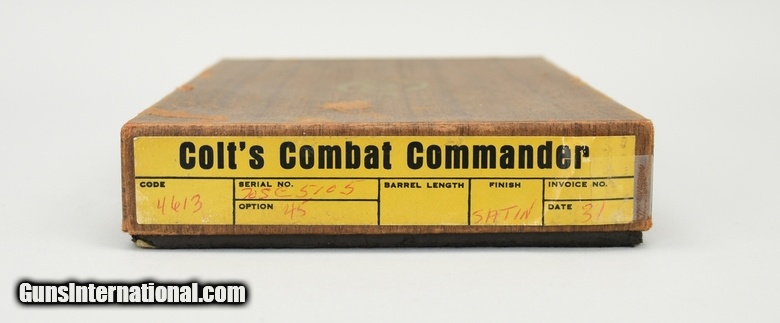 Colt's Combat Commander
CODE SERIAL NO. BARREL LENGTH FINISH INVOICE NO.
4613 70SC5105 SATIN
OPTION 45 DATE 31
GunsInternational.com